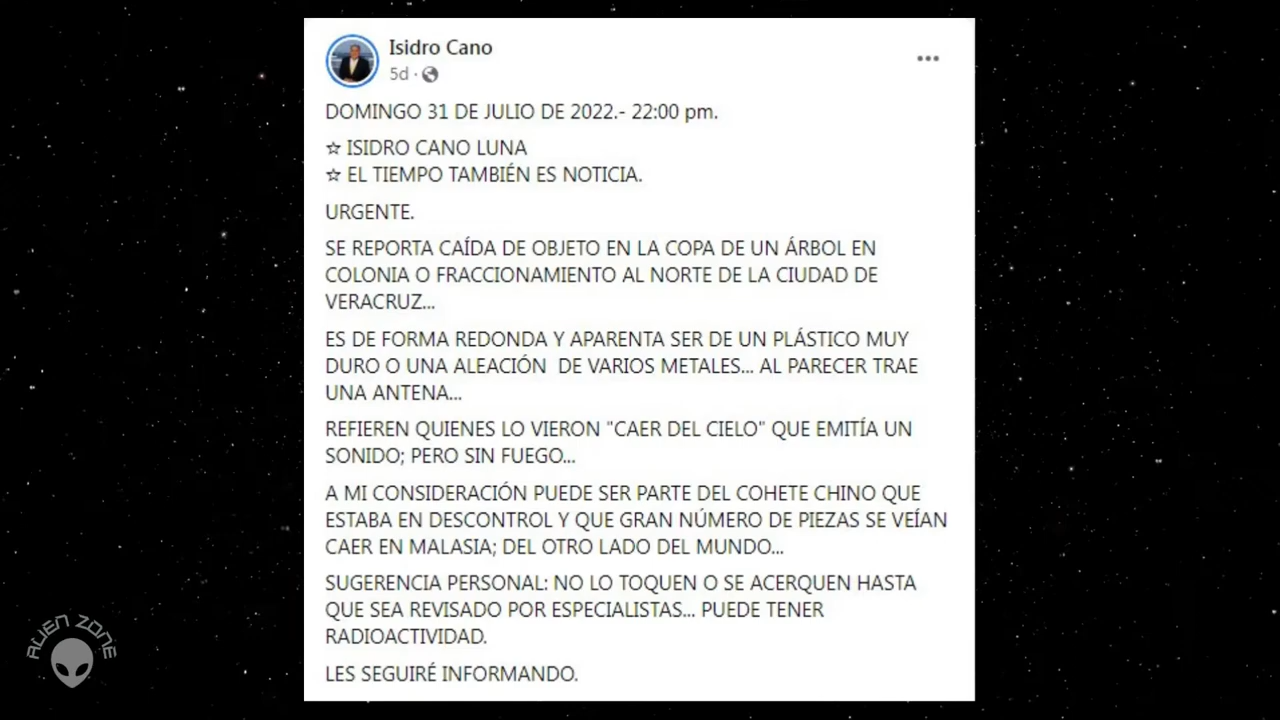 Isidro Cano
5d ·
DOMINGO 31 DE JULIO DE 2022.- 22:00 pm.
☆ ISIDRO CANO LUNA
☆ EL TIEMPO TAMBIÉN ES NOTICIA.
URGENTE.
SE REPORTA CAÍDA DE OBJETO EN LA COPA DE UN ÁRBOL EN
COLONIA O FRACCIONAMIENTO AL NORTE DE LA CIUDAD DE
VERACRUZ...
ES DE FORMA REDONDA Y APARENTA SER DE UN PLÁSTICO MUY
DURO O UNA ALEACIÓN  DE VARIOS METALES... AL PARECER TRAE
UNA ANTENA...
REFIEREN QUIENES LO VIERON "CAER DEL CIELO" QUE EMITÍA UN
SONIDO; PERO SIN FUEGO...
A MI CONSIDERACIÓN PUEDE SER PARTE DEL COHETE CHINO QUE
ESTABA EN DESCONTROL Y QUE GRAN NÚMERO DE PIEZAS SE VEÍAN
CAER EN MALASIA; DEL OTRO LADO DEL MUNDO...
SUGERENCIA PERSONAL: NO LO TOQUEN O SE ACERQUEN HASTA
QUE SEA REVISADO POR ESPECIALISTAS... PUEDE TENER
RADIOACTIVIDAD.
LES SEGUIRÉ INFORMANDO.
ALIEN ZONE